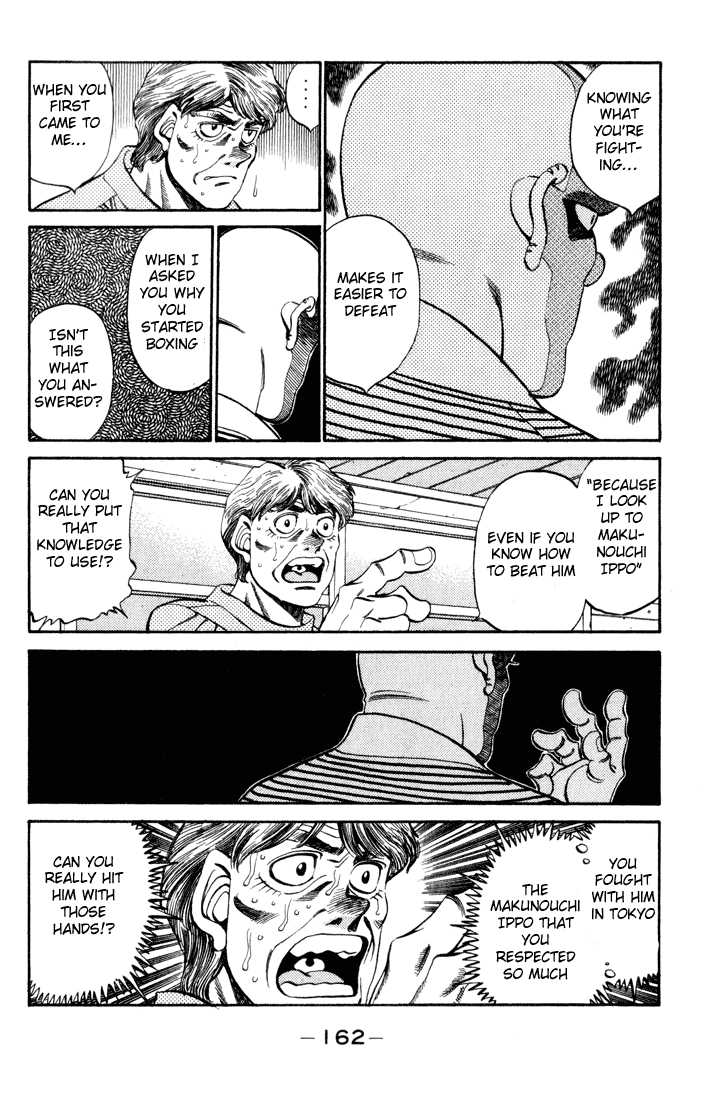 KNOWING
WHAT
YOU'RE
FIGHT-
ING...
MAKES IT
EASIER TO
DEFEAT
....
WHEN YOU
FIRST
CAME TO
ME...
WHEN I
ASKED
YOU WHY
YOU
STARTED
BOXING
ISN'T
THIS
WHAT
YOU AN-
SWERED?
"BECAUSE
I LOOK
UP TO
MAKU-
NOUCHI
IPPO"
EVEN IF YOU
KNOW HOW
TO BEAT HIM
CAN YOU
REALLY PUT
THAT
KNOWLEDGE
TO USE!?
YOU
FOUGHT
WITH HIM
IN TOKYO
THE
MAKUNOUCHI
IPPO THAT
YOU
RESPECTED
SO MUCH
CAN YOU
REALLY HIT
HIM WITH
THOSE
HANDS!?
- 162 -